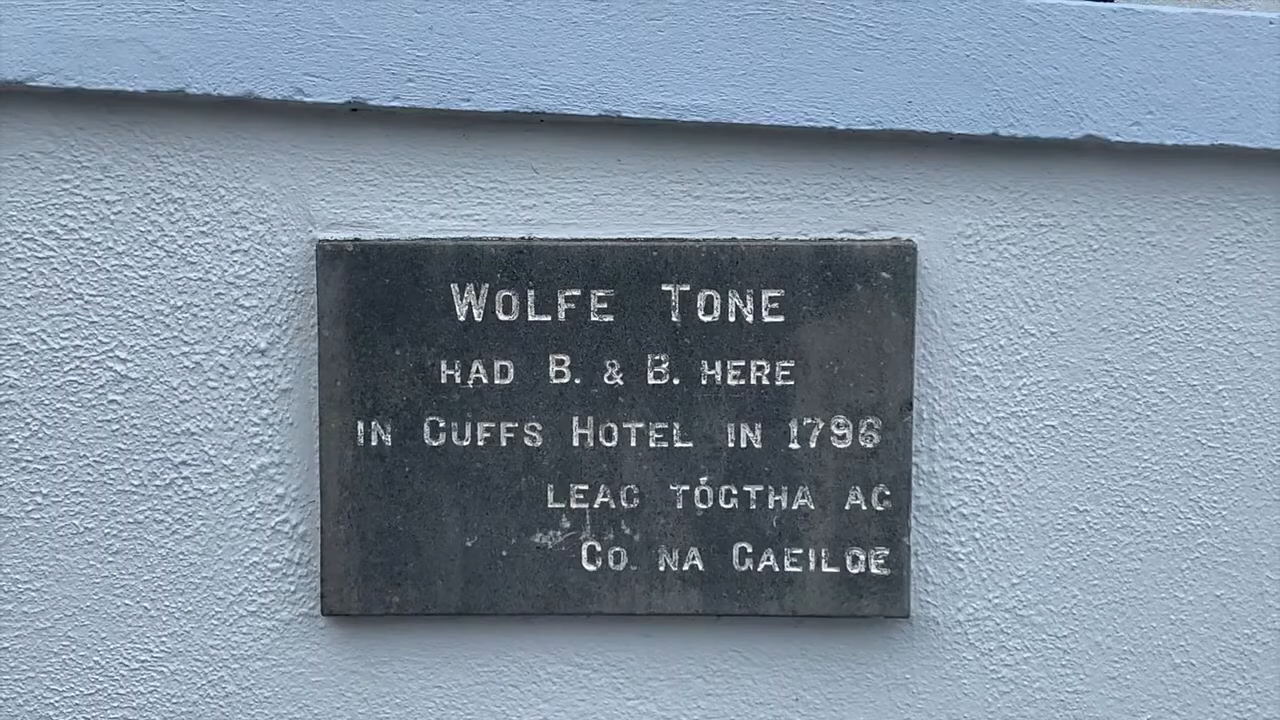 WOLFE TONE
HAD B. & B. HERE
IN CUFFS HOTEL IN 1796
LEAC TÓGTHA AG
CO. NA GAEILGE